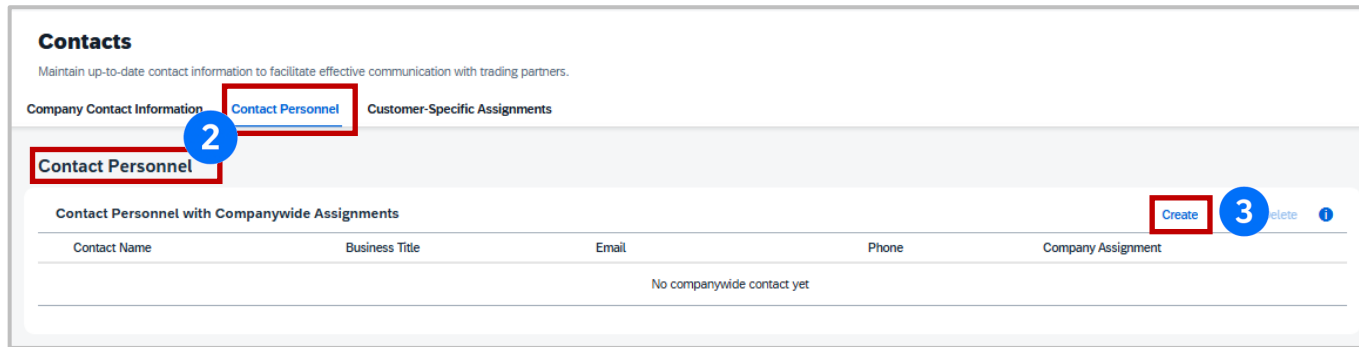 Contacts
Maintain up-to-date contact information to facilitate effective communication with trading partners.
Company Contact Information Contact Personnel Customer-Specific Assignments
2
Contact Personnel
Contact Personnel with Companywide Assignments Create 3 elete i
Contact Name Business Title Email Phone Company Assignment
No companywide contact yet